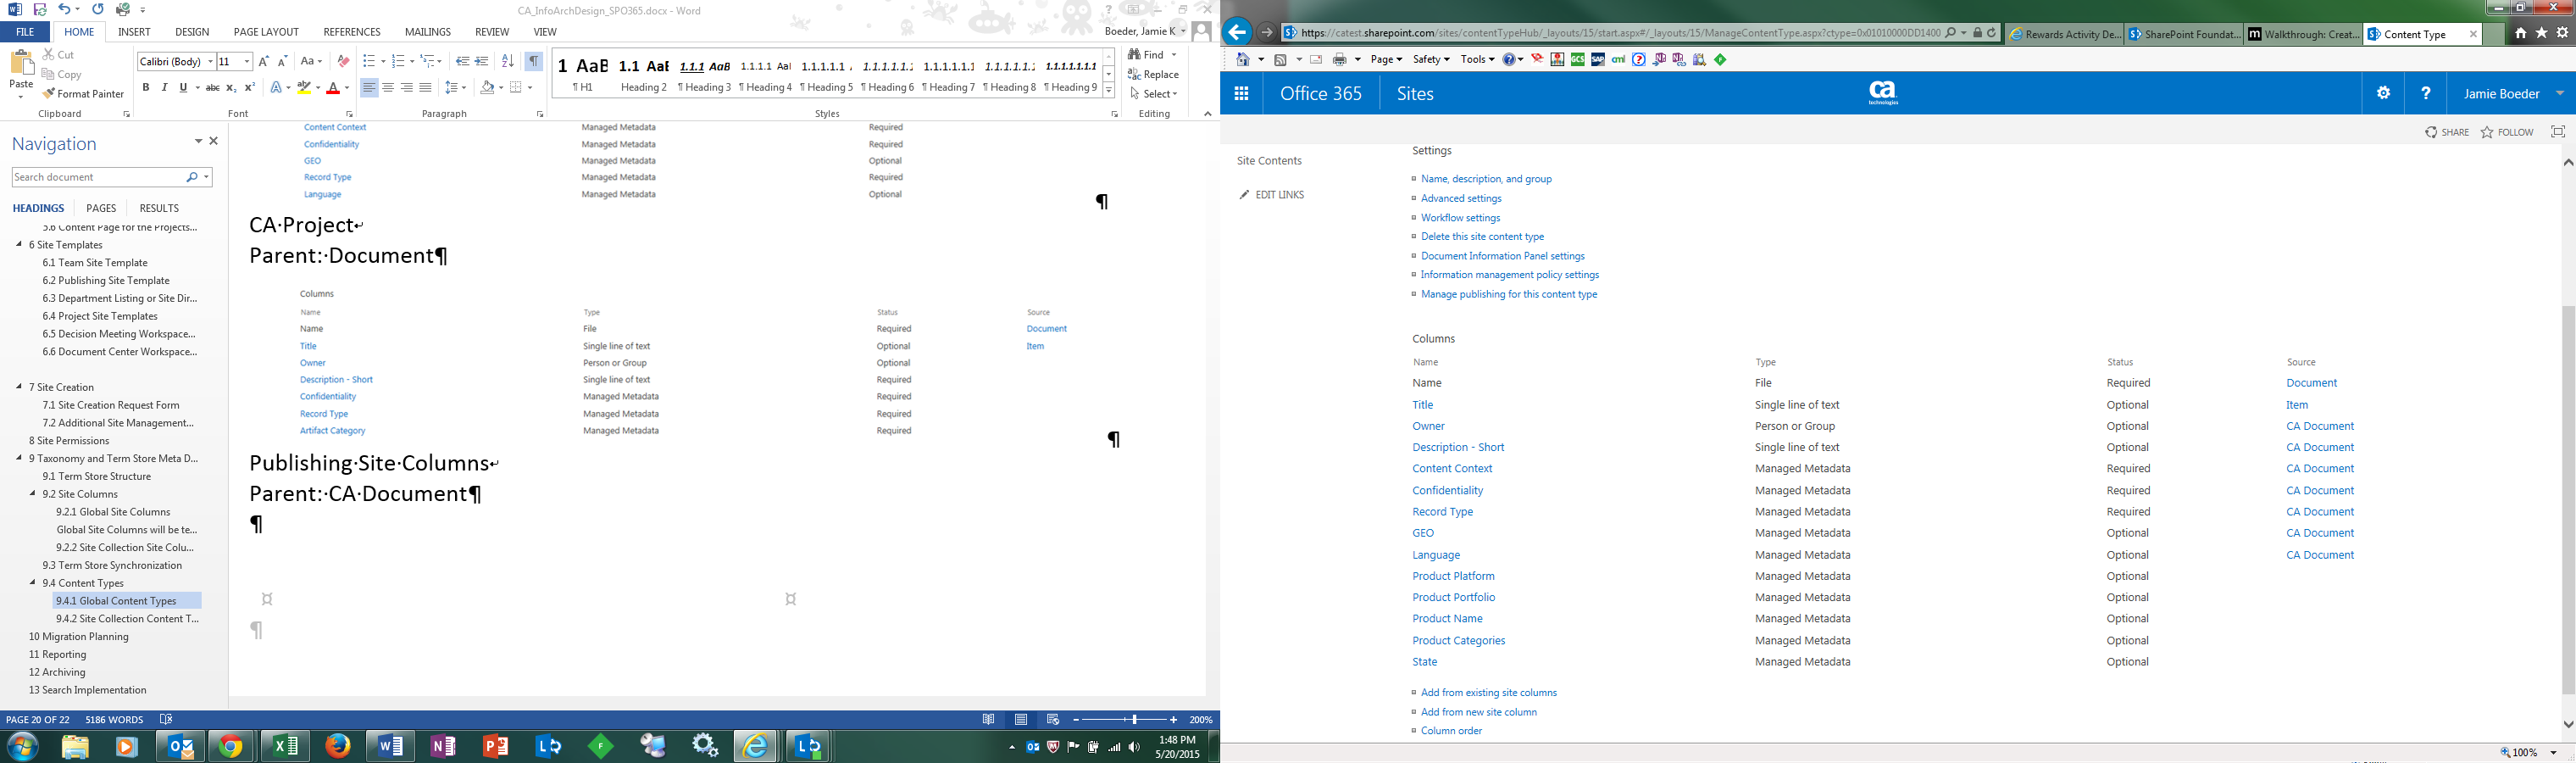 CA_InfoArchDesign_SPO365.docx - Word
FILE HOME INSERT DESIGN PAGE LAYOUT REFERENCES MAILINGS REVIEW VIEW Boeder, Jamie K
Paste
Cut
Copy
Format Painter
Clipboard
Calibri (Body) 11
Font
Paragraph
¶ H1 Heading 2 ¶ Heading 3 ¶ Heading 4 ¶ Heading 5 ¶ Heading 6 ¶ Heading 7 ¶ Heading 8 ¶ Heading 9
Styles
Find
Replace
Select
Editing
Navigation
Search document
HEADINGS PAGES RESULTS
5.6 Content Page for the Projects...
6 Site Templates
6.1 Team Site Template
6.2 Publishing Site Template
6.3 Department Listing or Site Dir...
6.4 Project Site Templates
6.5 Decision Meeting Workspace...
6.6 Document Center Workspace...
7 Site Creation
7.1 Site Creation Request Form
7.2 Additional Site Management...
8 Site Permissions
9 Taxonomy and Term Store Meta D...
9.1 Term Store Structure
9.2 Site Columns
9.2.1 Global Site Columns
Global Site Columns will be te...
9.2.2 Site Collection Site Colu...
9.3 Term Store Synchronization
9.4 Content Types
9.4.1 Global Content Types
9.4.2 Site Collection Content T...
10 Migration Planning
11 Reporting
12 Archiving
13 Search Implementation
Content Context Managed Metadata Required
Confidentiality Managed Metadata Required
GEO Managed Metadata Optional
Record Type Managed Metadata Required
Language Managed Metadata Optional ¶
CA·Project↵
Parent:·Document¶
Columns
Name Type Status Source
Name File Required Document
Title Single line of text Optional Item
Owner Person or Group Optional
Description - Short Single line of text Required
Confidentiality Managed Metadata Required
Record Type Managed Metadata Required
Artifact Category Managed Metadata Required ¶
Publishing·Site·Columns↵
Parent:·CA·Document¶
¶
¤ ¤
¶
PAGE 20 OF 22 5186 WORDS 200%
1:48 PM
5/20/2015
https://catest.sharepoint.com/sites/contentTypeHub/_layouts/15/start.aspx#/_layouts/15/ManageContentType.aspx?ctype=0x01010000DD1400
Rewards Activity De... SharePoint Foundat... Walkthrough: Creat... Content Type
Page Safety Tools
Office 365 Sites ca technologies ? Jamie Boeder
SHARE FOLLOW
Site Contents
EDIT LINKS
Settings
Name, description, and group
Advanced settings
Workflow settings
Delete this site content type
Document Information Panel settings
Information management policy settings
Manage publishing for this content type
Columns
Name Type Status Source
Name File Required Document
Title Single line of text Optional Item
Owner Person or Group Optional CA Document
Description - Short Single line of text Optional CA Document
Content Context Managed Metadata Required CA Document
Confidentiality Managed Metadata Required CA Document
Record Type Managed Metadata Required CA Document
GEO Managed Metadata Optional CA Document
Language Managed Metadata Optional CA Document
Product Platform Managed Metadata Optional
Product Portfolio Managed Metadata Optional
Product Name Managed Metadata Optional
Product Categories Managed Metadata Optional
State Managed Metadata Optional
Add from existing site columns
Add from new site column
Column order
100%